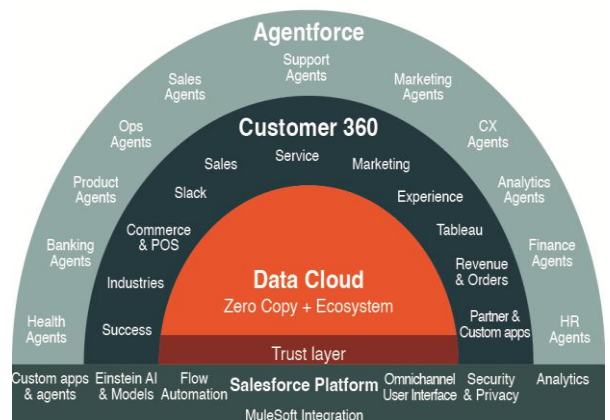 Agentforce
Support
Agents
Sales
Agents
Marketing
Agents
Ops
Agents
CX
Agents
Product
Agents
Analytics
Agents
Banking
Agents
Finance
Agents
Health
Agents
HR
Agents
Customer 360
Service
Sales
Marketing
Slack
Experience
Commerce
& POS
Tableau
Industries
Revenue
& Orders
Success
Partner &
Custom apps
Data Cloud
Zero Copy + Ecosystem
Trust layer
Custom apps
& agents
Einstein AI
& Models
Flow
Automation
Salesforce Platform
Omnichannel
User Interface
Security
& Privacy
Analytics
MuleSoft Integration